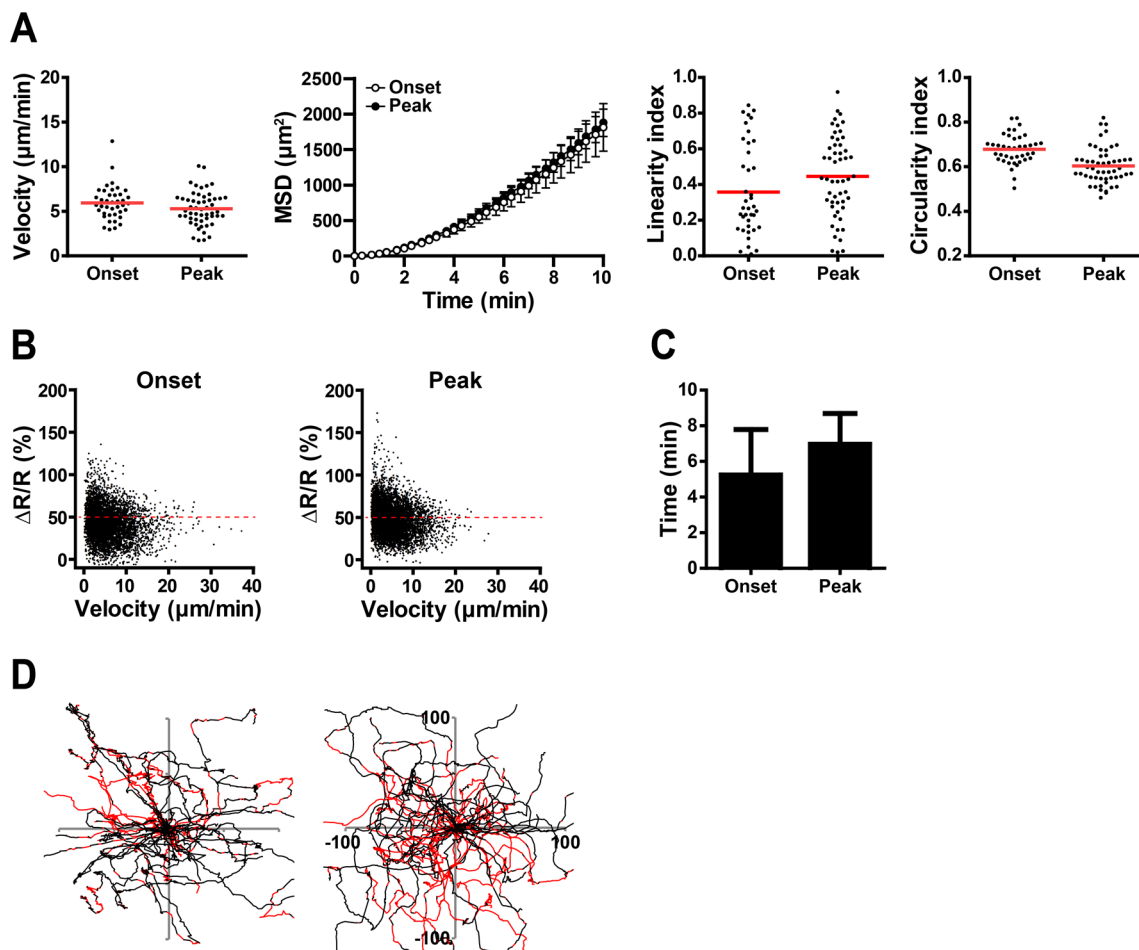 A
Velocity (µm/min)
20
15
10
5
0
Onset
Peak
MSD (µm²)
2500
2000
1500
1000
500
0
Onset
Peak
0
2
4
6
8
10
Time (min)
Linearity index
1.0
0.8
0.6
0.4
0.2
0.0
Onset
Peak
Circularity index
1.0
0.8
0.6
0.4
0.2
Onset
Peak
B
Onset
ΔR/R (%)
200
150
100
50
0
0
10
20
30
40
Velocity (µm/min)
Peak
ΔR/R (%)
200
150
100
50
0
0
10
20
30
40
Velocity (µm/min)
C
Time (min)
10
8
6
4
2
0
Onset
Peak
D
100
-100
100
-100